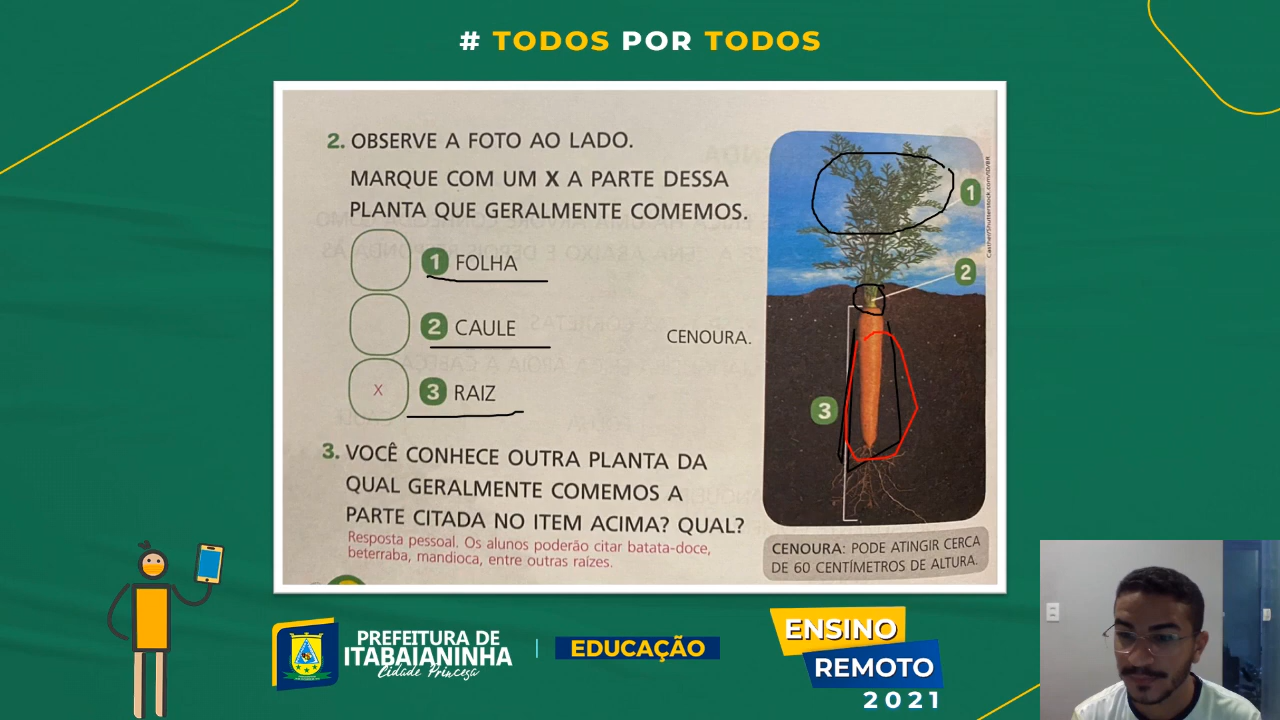 # TODOS POR TODOS
2. OBSERVE A FOTO AO LADO.
MARQUE COM UM X A PARTE DESSA
PLANTA QUE GERALMENTE COMEMOS.
1 FOLHA
2 CAULE
X 3 RAIZ
CENOURA.
1
2
3
3. VOCÊ CONHECE OUTRA PLANTA DA
QUAL GERALMENTE COMEMOS A
PARTE CITADA NO ITEM ACIMA? QUAL?
Resposta pessoal. Os alunos poderão citar batata-doce,
beterraba, mandioca, entre outras raízes.
CENOURA: PODE ATINGIR CERCA
DE 60 CENTÍMETROS DE ALTURA.
PREFEITURA DE
ITABAIANINHA
Cidade Princesa
EDUCAÇÃO
ENSINO
REMOTO
2021